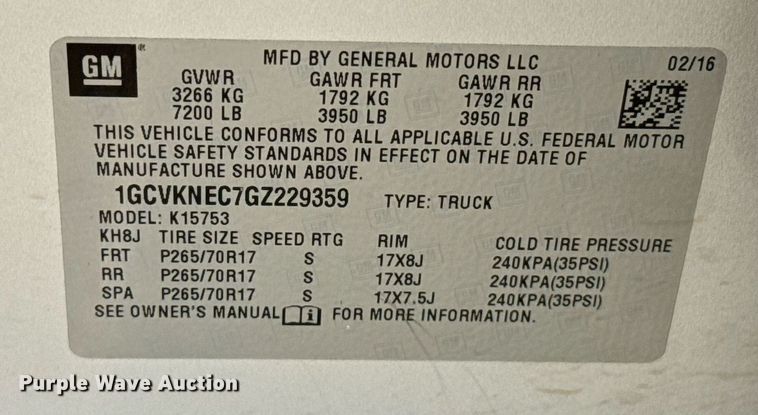 GM
MFD BY GENERAL MOTORS LLC 02/16
GVWR GAWR FRT GAWR RR
3266 KG 1792 KG 1792 KG
7200 LB 3950 LB 3950 LB
THIS VEHICLE CONFORMS TO ALL APPLICABLE U.S. FEDERAL MOTOR
VEHICLE SAFETY STANDARDS IN EFFECT ON THE DATE OF
MANUFACTURE SHOWN ABOVE.
1GCVKNEC7GZ229359 TYPE: TRUCK
MODEL: K15753
KH8J TIRE SIZE SPEED RTG RIM COLD TIRE PRESSURE
FRT P265/70R17 S 17X8J 240KPA(35PSI)
RR P265/70R17 S 17X8J 240KPA(35PSI)
SPA P265/70R17 S 17X7.5J 240KPA(35PSI)
SEE OWNER'S MANUAL i FOR MORE INFORMATION.
Purple Wave Auction